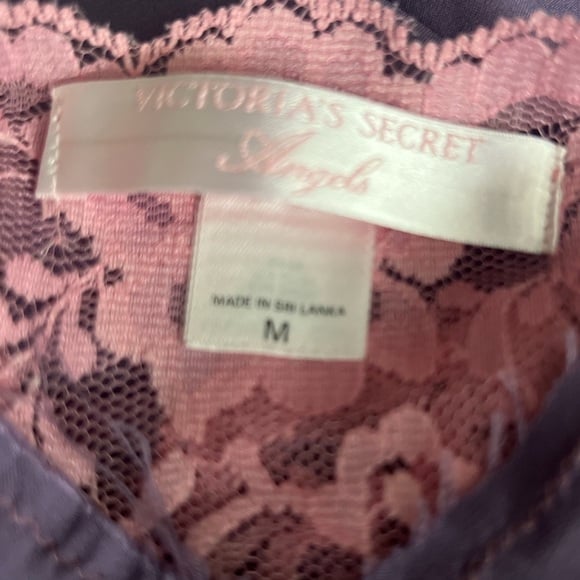 VICTORIA'S SECRET
Angels
MADE IN SRI LANKA
M